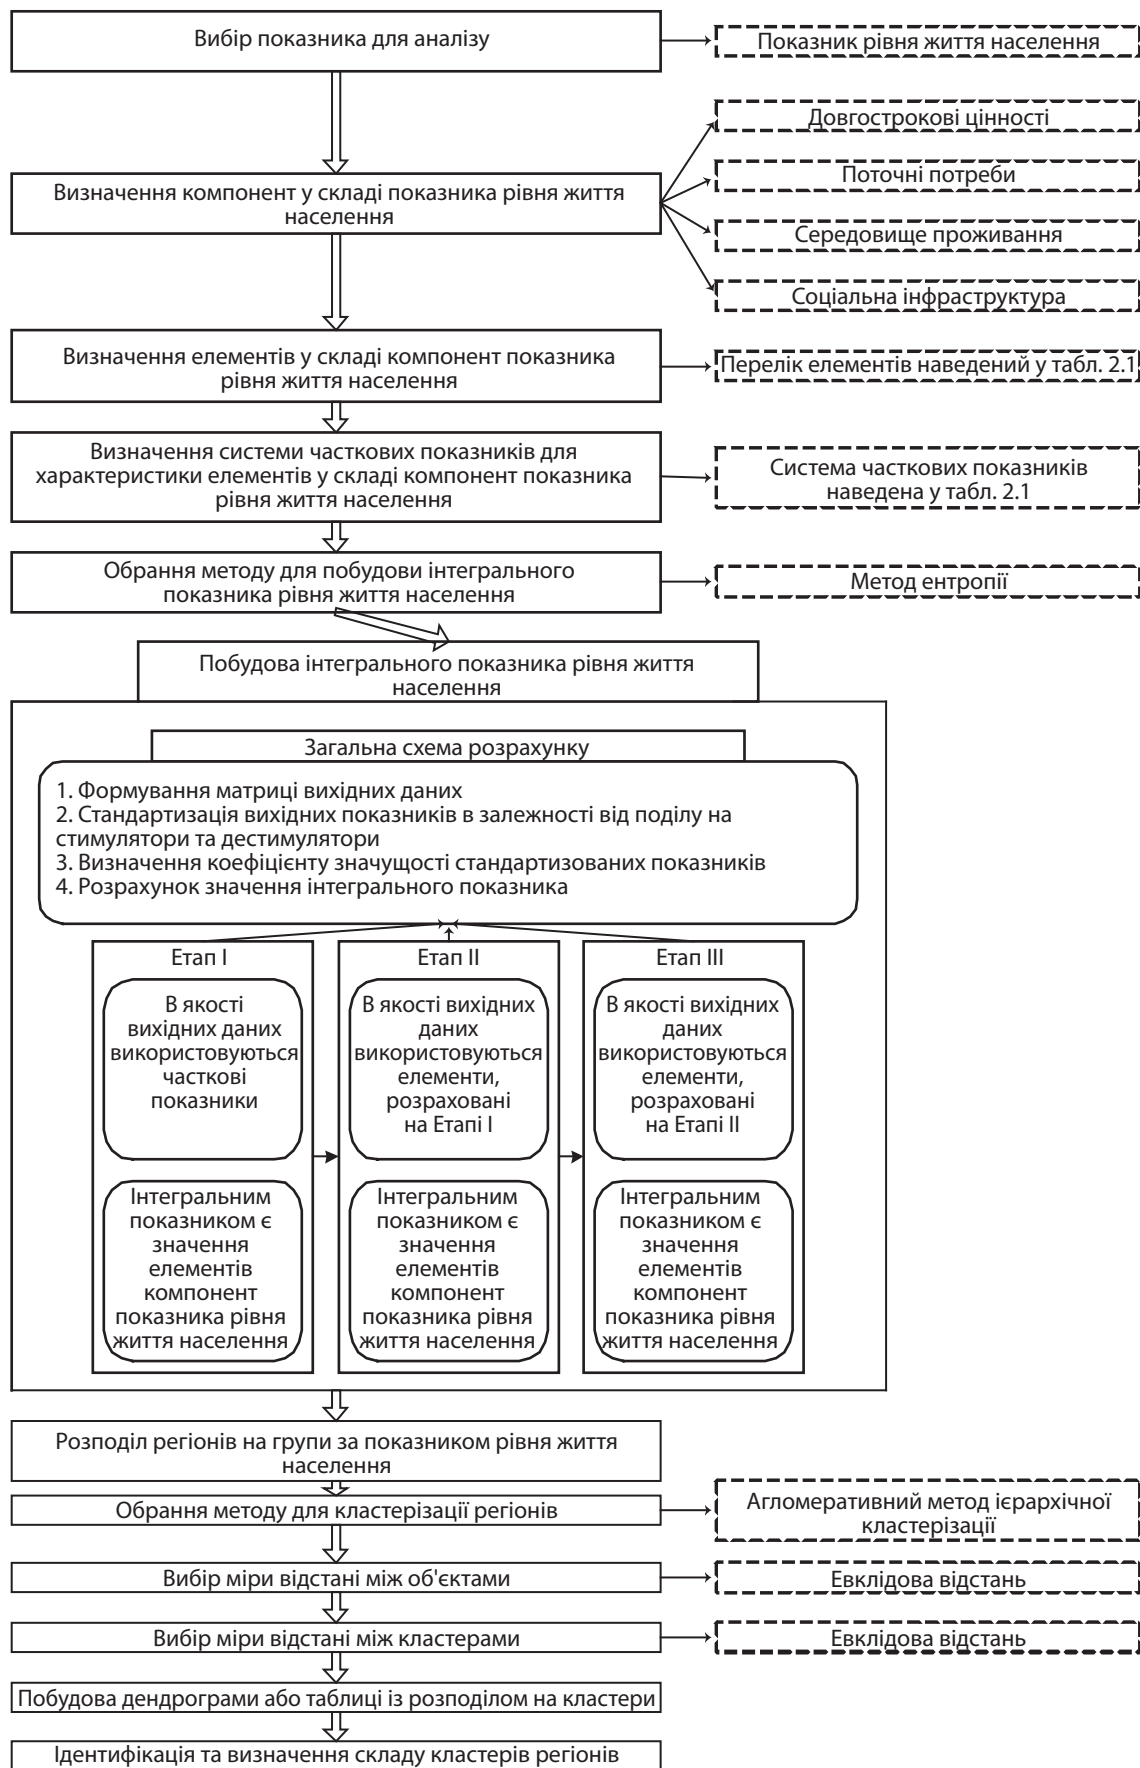 Вибір показника для аналізу
Показник рівня життя населення
Довгострокові цінності
Визначення компонент у складі показника рівня життя
населення
Поточні потреби
Середовище проживання
Соціальна інфраструктура
Визначення елементів у складі компонент показника
рівня життя населення
Перелік елементів наведений у табл. 2.1
Визначення системи часткових показників для
характеристики елементів у складі компонент показника
рівня життя населення
Система часткових показників
наведена у табл. 2.1
Обрання методу для побудови інтегрального
показника рівня життя населення
Метод ентропії
Побудова інтегрального показника рівня життя
населення
Загальна схема розрахунку
1. Формування матриці вихідних даних
2. Стандартизація вихідних показників в залежності від поділу на
стимулятори та дестимулятори
3. Визначення коефіцієнту значущості стандартизованих показників
4. Розрахунок значення інтегрального показника
Етап I
В якості
вихідних даних
використовуються
часткові
показники
Інтегральним
показником є
значення
елементів
компонент
показника рівня
життя населення
Етап II
В якості вихідних
даних
використовуються
елементи,
розраховані
на Етапі I
Інтегральним
показником є
значення
елементів
компонент
показника рівня
життя населення
Етап III
В якості вихідних
даних
використовуються
елементи,
розраховані
на Етапі II
Інтегральним
показником є
значення
елементів
компонент
показника рівня
життя населення
Розподіл регіонів на групи за показником рівня життя
населення
Обрання методу для кластерізації регіонів
Агломеративний метод ієрархічної
кластерізації
Вибір міри відстані між об'єктами
Евклідова відстань
Вибір міри відстані між кластерами
Евклідова відстань
Побудова дендрограми або таблиці із розподілом на кластери
Ідентифікація та визначення складу кластерів регіонів